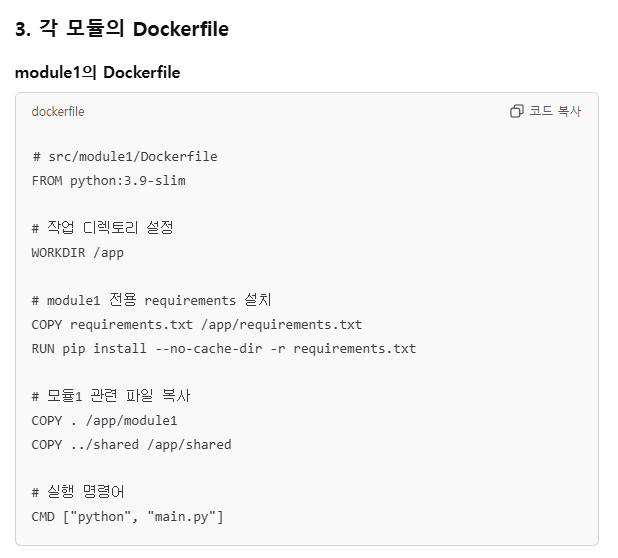 3. 각 모듈의 Dockerfile
module1의 Dockerfile
dockerfile
코드 복사
# src/module1/Dockerfile
FROM python:3.9-slim
# 작업 디렉토리 설정
WORKDIR /app
# module1 전용 requirements 설치
COPY requirements.txt /app/requirements.txt
RUN pip install --no-cache-dir -r requirements.txt
# 모듈1 관련 파일 복사
COPY . /app/module1
COPY ../shared /app/shared
# 실행 명령어
CMD ["python", "main.py"]